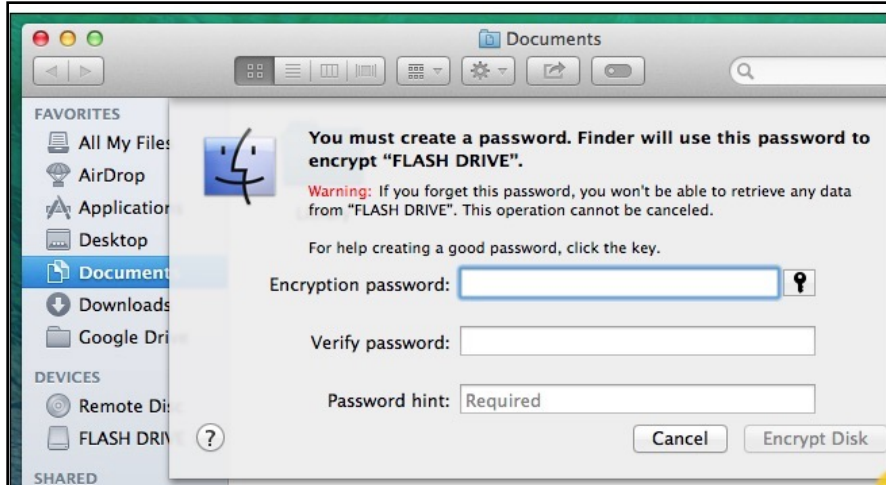 Documents
FAVORITES
All My Files
AirDrop
Application
Desktop
Document
Downloads
Google Dri
DEVICES
Remote Di
FLASH DRIV
SHARED
You must create a password. Finder will use this password to
encrypt “FLASH DRIVE”.
Warning: If you forget this password, you won't be able to retrieve any data
from “FLASH DRIVE”. This operation cannot be canceled.
For help creating a good password, click the key.
Encryption password:
Verify password:
Password hint: Required
? Cancel Encrypt Disk